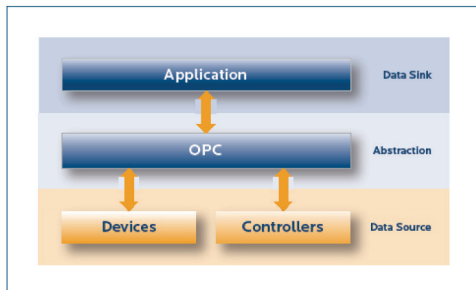 Application
Data Sink
OPC
Abstraction
Devices
Controllers
Data Source